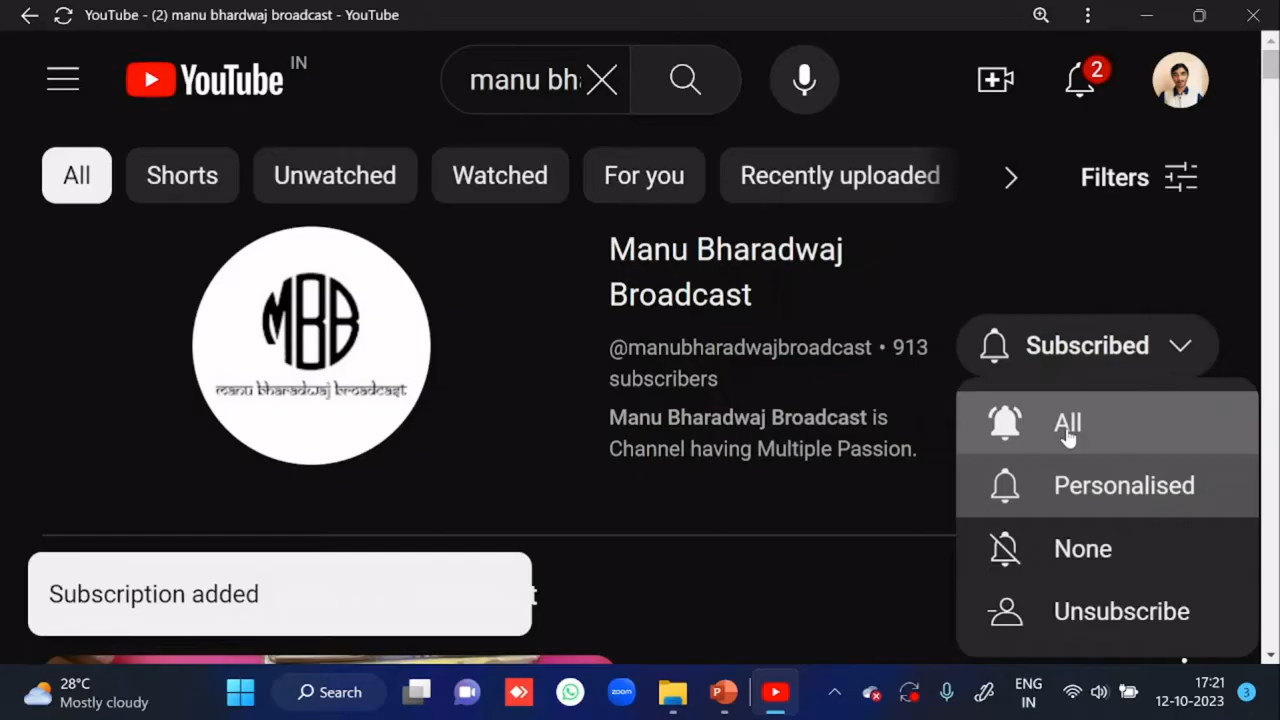 YouTube - (2) manu bhardwaj broadcast - YouTube
YouTube IN
manu bha
2
All
Shorts
Unwatched
Watched
For you
Recently uploaded
Filters
MBB
manu bharadwaj broadcast
Manu Bharadwaj
Broadcast
@manubharadwajbroadcast • 913
subscribers
Manu Bharadwaj Broadcast is
Channel having Multiple Passion.
Subscribed
All
Personalised
None
Unsubscribe
Subscription added
28°C
Mostly cloudy
Search
zoom
ENG
IN
17:21
12-10-2023
3